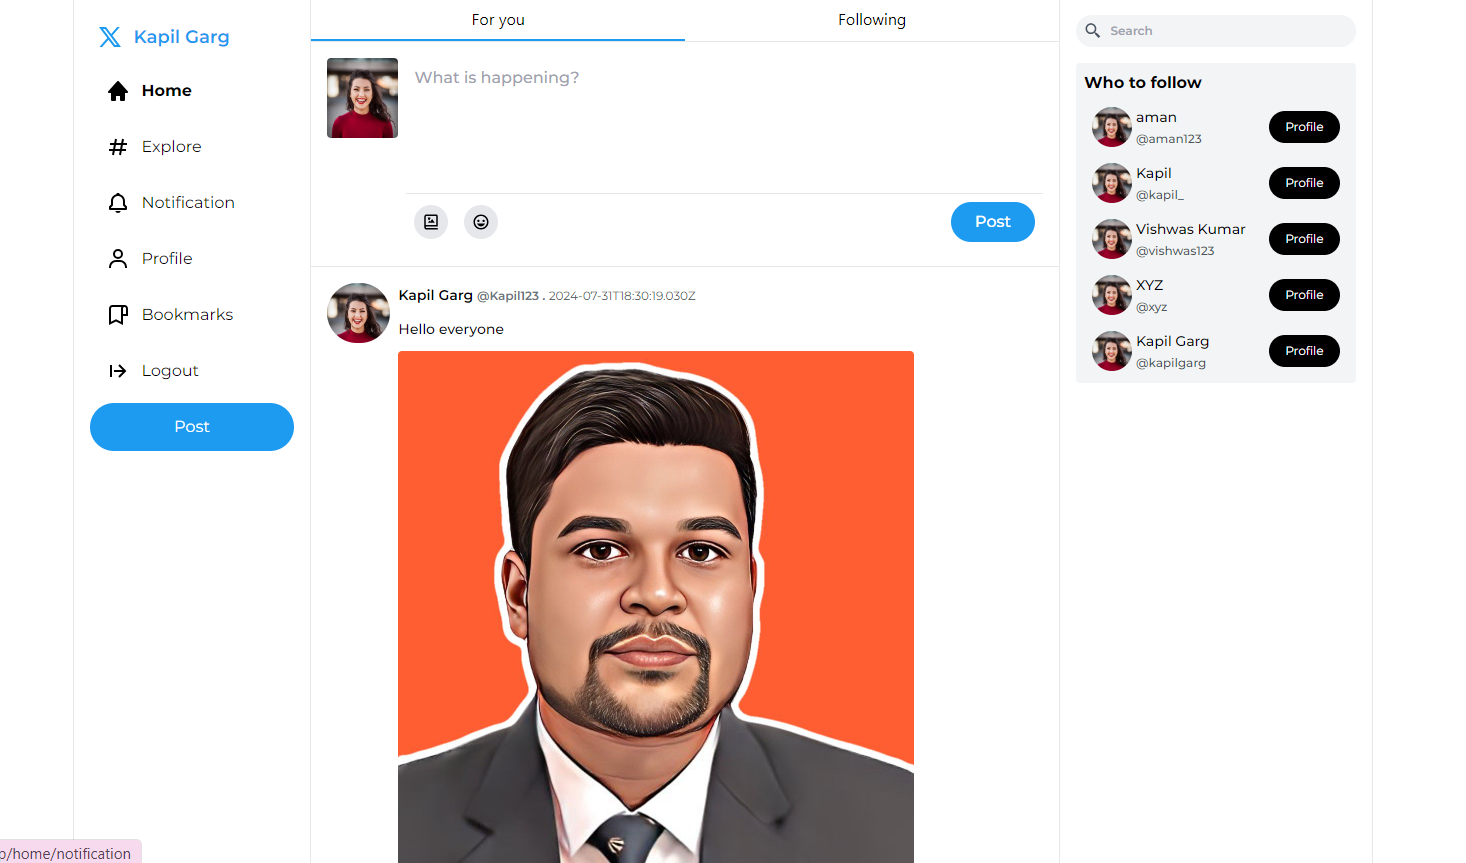 Kapil Garg
Home
Explore
Notification
Profile
Bookmarks
Logout
Post
For you
Following
What is happening?
Post
Kapil Garg @Kapil123 . 2024-07-31T18:30:19.030Z
Hello everyone
Search
Who to follow
aman
@aman123
Profile
Kapil
@kapil_
Profile
Vishwas Kumar
@vishwas123
Profile
XYZ
@xyz
Profile
Kapil Garg
@kapilgarg
Profile
/home/notification